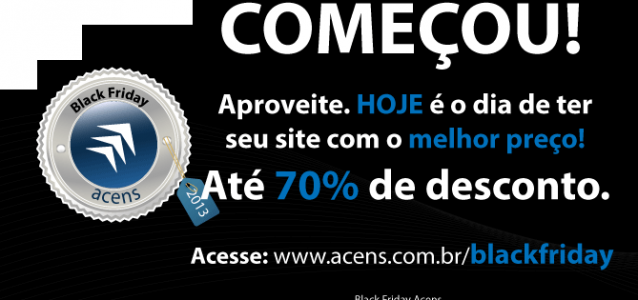 COMEÇOU!
Aproveite. HOJE é o dia de ter
seu site com o melhor preço!
Até 70% de desconto.
Acesse: www.acens.com.br/blackfriday
Black Friday
acens
2013
Black Friday Acens